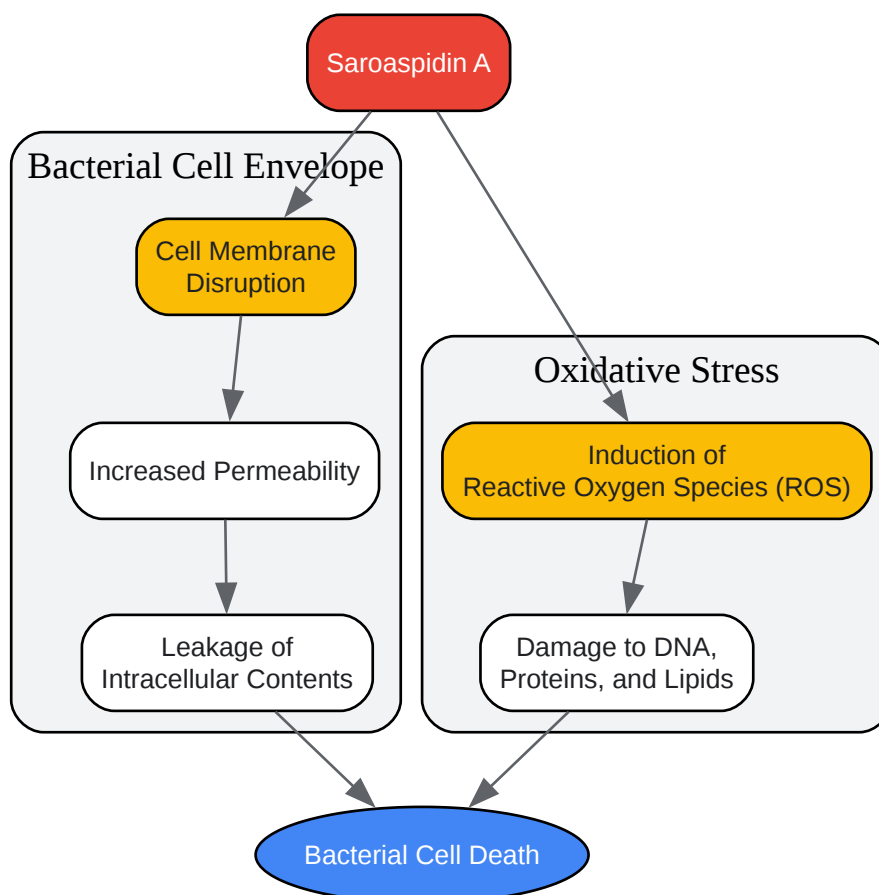 Saroaspidin A
Bacterial Cell Envelope
Cell Membrane
Disruption
Increased Permeability
Leakage of
Intracellular Contents
Oxidative Stress
Induction of
Reactive Oxygen Species (ROS)
Damage to DNA,
Proteins, and Lipids
Bacterial Cell Death